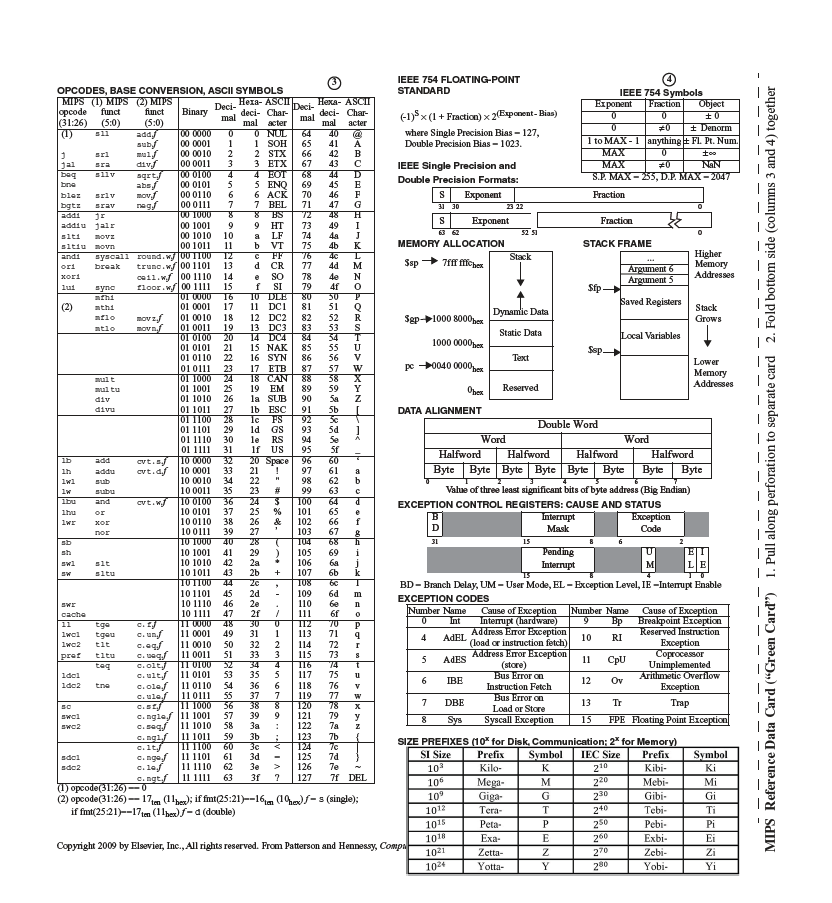 ③
OPCODES, BASE CONVERSION, ASCII SYMBOLS
MIPS opcode (31:26) (1) MIPS funct (5:0) (2) MIPS funct (5:0) Binary Deci-mal Hexa-deci-mal ASCII Char-acter Deci-mal Hexa-deci-mal ASCII Char-acter
(1) sll add.f 00 0000 0 0 NUL 64 40 @
sub.f 00 0001 1 1 SOH 65 41 A
j srl mul.f 00 0010 2 2 STX 66 42 B
jal sra div.f 00 0011 3 3 ETX 67 43 C
beq sllv sqrt.f 00 0100 4 4 EOT 68 44 D
bne abs.f 00 0101 5 5 ENQ 69 45 E
blez srlv mov.f 00 0110 6 6 ACK 70 46 F
bgtz srav neg.f 00 0111 7 7 BEL 71 47 G
addi jr 00 1000 8 8 BS 72 48 H
addiu jalr 00 1001 9 9 HT 73 49 I
slti movz 00 1010 10 a LF 74 4a J
sltiu movn 00 1011 11 b VT 75 4b K
andi syscall round.w.f 00 1100 12 c FF 76 4c L
ori break trunc.w.f 00 1101 13 d CR 77 4d M
xori ceil.w.f 00 1110 14 e SO 78 4e N
lui sync floor.w.f 00 1111 15 f SI 79 4f O
mfhi 01 0000 16 10 DLE 80 50 P
(2) mthi 01 0001 17 11 DC1 81 51 Q
mflo movz.f 01 0010 18 12 DC2 82 52 R
mtlo movn.f 01 0011 19 13 DC3 83 53 S
01 0100 20 14 DC4 84 54 T
01 0101 21 15 NAK 85 55 U
01 0110 22 16 SYN 86 56 V
01 0111 23 17 ETB 87 57 W
mult 01 1000 24 18 CAN 88 58 X
multu 01 1001 25 19 EM 89 59 Y
div 01 1010 26 1a SUB 90 5a Z
divu 01 1011 27 1b ESC 91 5b [
01 1100 28 1c FS 92 5c \
01 1101 29 1d GS 93 5d ]
01 1110 30 1e RS 94 5e ^
01 1111 31 1f US 95 5f _
lb add cvt.s.f 10 0000 32 20 Space 96 60 ‘
lh addu cvt.d.f 10 0001 33 21 ! 97 61 a
lwl sub 10 0010 34 22 " 98 62 b
lw subu 10 0011 35 23 # 99 63 c
lbu and cvt.w.f 10 0100 36 24 $ 100 64 d
lhu or 10 0101 37 25 % 101 65 e
lwr xor 10 0110 38 26 & 102 66 f
nor 10 0111 39 27 ’ 103 67 g
sb 10 1000 40 28 ( 104 68 h
sh 10 1001 41 29 ) 105 69 i
swl slt 10 1010 42 2a * 106 6a j
sw sltu 10 1011 43 2b + 107 6b k
10 1100 44 2c , 108 6c l
10 1101 45 2d - 109 6d m
swr 10 1110 46 2e . 110 6e n
cache 10 1111 47 2f / 111 6f o
ll tge c.f.f 11 0000 48 30 0 112 70 p
lwc1 tgeu c.un.f 11 0001 49 31 1 113 71 q
lwc2 tlt c.eq.f 11 0010 50 32 2 114 72 r
pref tltu c.ueq.f 11 0011 51 33 3 115 73 s
teq c.olt.f 11 0100 52 34 4 116 74 t
ldc1 c.ult.f 11 0101 53 35 5 117 75 u
ldc2 tne c.ole.f 11 0110 54 36 6 118 76 v
c.ule.f 11 0111 55 37 7 119 77 w
sc c.sf.f 11 1000 56 38 8 120 78 x
swc1 c.ngle.f 11 1001 57 39 9 121 79 y
swc2 c.seq.f 11 1010 58 3a : 122 7a z
c.ngl.f 11 1011 59 3b ; 123 7b {
c.lt.f 11 1100 60 3c < 124 7c |
sdc1 c.nge.f 11 1101 61 3d = 125 7d }
sdc2 c.le.f 11 1110 62 3e > 126 7e ~
c.ngt.f 11 1111 63 3f ? 127 7f DEL
(1) opcode(31:26) == 0
(2) opcode(31:26) == 17ten (11hex); if fmt(25:21)==16ten (10hex) f = s (single);
if fmt(25:21)==17ten (11hex) f = d (double)
Copyright 2009 by Elsevier, Inc., All rights reserved. From Patterson and Hennessy, Compu
IEEE 754 FLOATING-POINT
STANDARD
(-1)^S × (1 + Fraction) × 2^(Exponent - Bias)
where Single Precision Bias = 127,
Double Precision Bias = 1023.
④
IEEE 754 Symbols
Exponent Fraction Object
0 0 ± 0
0 ≠0 ± Denorm
1 to MAX - 1 anything ± Fl. Pt. Num.
MAX 0 ±∞
MAX ≠0 NaN
S.P. MAX = 255, D.P. MAX = 2047
IEEE Single Precision and
Double Precision Formats:
S Exponent Fraction
31 30 23 22 0
S Exponent Fraction
63 62 52 51 0
MEMORY ALLOCATION
$sp 7fff fffchex Stack
Dynamic Data
$gp 1000 8000hex
Static Data
1000 0000hex
Text
pc 0040 0000hex
Reserved
0hex
STACK FRAME
...
Argument 6
Argument 5
$fp
Saved Registers
Local Variables
$sp
Higher
Memory
Addresses
Stack
Grows
Lower
Memory
Addresses
DATA ALIGNMENT
Double Word
Word Word
Halfword Halfword Halfword Halfword
Byte Byte Byte Byte Byte Byte Byte Byte
0 1 2 3 4 5 6 7
Value of three least significant bits of byte address (Big Endian)
EXCEPTION CONTROL REGISTERS: CAUSE AND STATUS
B D Interrupt Mask Exception Code
31 15 8 6 2
Pending Interrupt U M E L I E
15 8 4 1 0
BD = Branch Delay, UM = User Mode, EL = Exception Level, IE =Interrupt Enable
EXCEPTION CODES
Number Name Cause of Exception Number Name Cause of Exception
0 Int Interrupt (hardware) 9 Bp Breakpoint Exception
4 AdEL Address Error Exception (load or instruction fetch) 10 RI Reserved Instruction Exception
5 AdES Address Error Exception (store) 11 CpU Coprocessor Unimplemented
6 IBE Bus Error on Instruction Fetch 12 Ov Arithmetic Overflow Exception
7 DBE Bus Error on Load or Store 13 Tr Trap
8 Sys Syscall Exception 15 FPE Floating Point Exception
SIZE PREFIXES (10^x for Disk, Communication; 2^x for Memory)
SI Size Prefix Symbol IEC Size Prefix Symbol
10^3 Kilo- K 2^10 Kibi- Ki
10^6 Mega- M 2^20 Mebi- Mi
10^9 Giga- G 2^30 Gibi- Gi
10^12 Tera- T 2^40 Tebi- Ti
10^15 Peta- P 2^50 Pebi- Pi
10^18 Exa- E 2^60 Exbi- Ei
10^21 Zetta- Z 2^70 Zebi- Zi
10^24 Yotta- Y 2^80 Yobi- Yi
MIPS Reference Data Card (“Green Card”) 1. Pull along perforation to separate card 2. Fold bottom side (columns 3 and 4) together